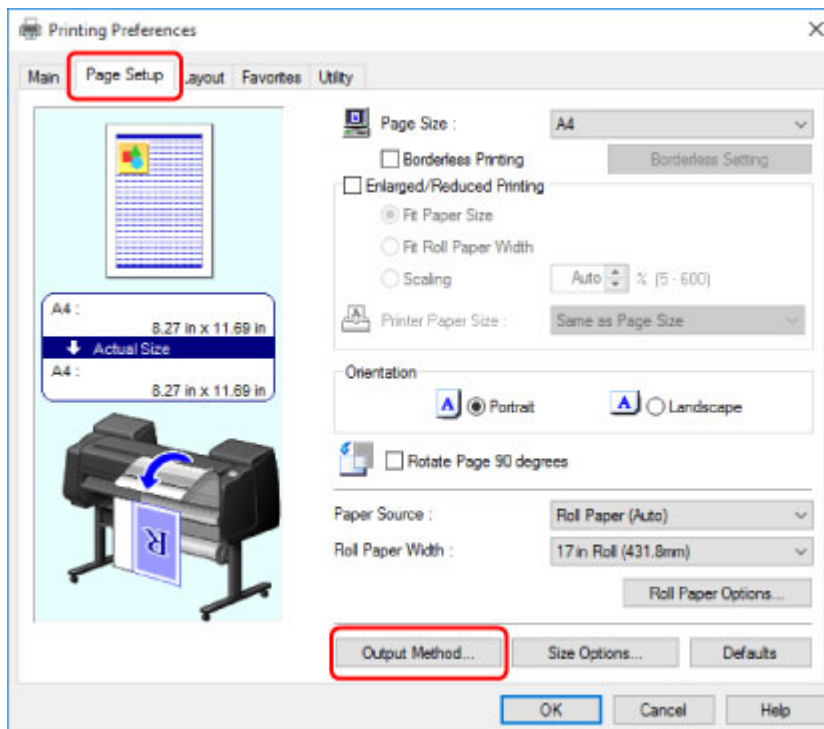 Printing Preferences
Main Page Setup ayout Favorites Utility
Page Size : A4
Borderless Printing Borderless Setting
Enlarged/Reduced Printing
Fit Paper Size
Fit Roll Paper Width
Scaling Auto % (5 - 600)
Printer Paper Size : Same as Page Size
A4 :
8.27 in x 11.69 in
Actual Size
A4 :
8.27 in x 11.69 in
Orientation
A Portrait A Landscape
Rotate Page 90 degrees
R
Paper Source : Roll Paper (Auto)
Roll Paper Width : 17 in Roll (431.8mm)
Roll Paper Options...
Output Method... Size Options... Defaults
OK Cancel Help